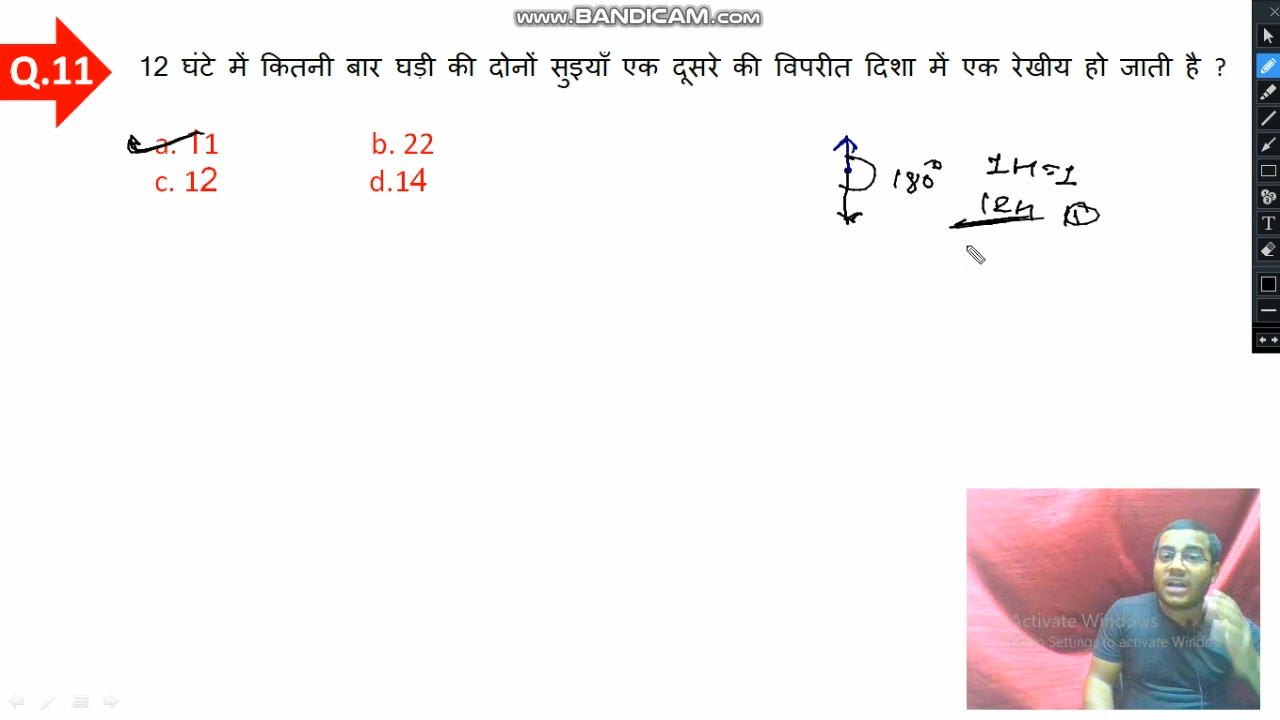 www.BANDICAM.com
Q.11
12 घंटे में कितनी बार घड़ी की दोनों सुइयाँ एक दूसरे की विपरीत दिशा में एक रेखीय हो जाती है ?
a. 11
b. 22
c. 12
d.14
180°
1H=1
12H 11
Activate Windows
Go to Settings to activate Windows